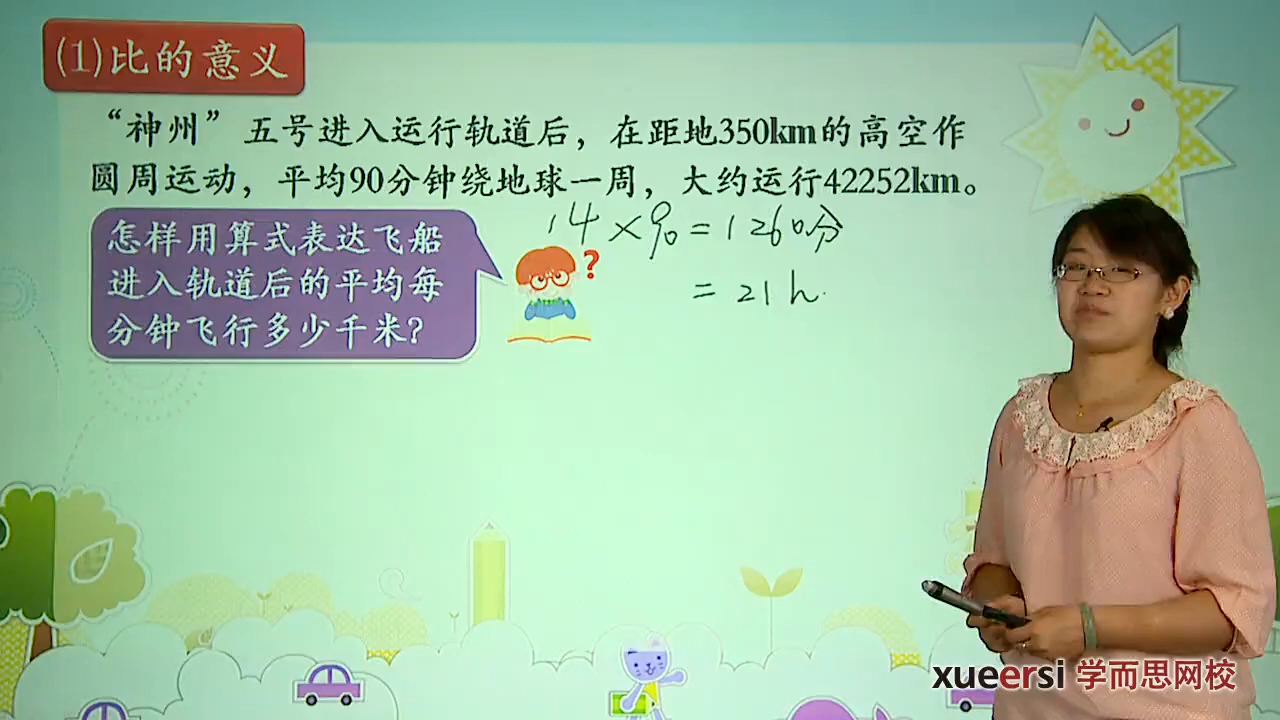 (1)比的意义
“神州”五号进入运行轨道后，在距地350km的高空作
圆周运动，平均90分钟绕地球一周，大约运行42252km。
怎样用算式表达飞船
进入轨道后的平均每
分钟飞行多少千米?
?
14×90=1260分
=21h.
xueersi 学而思网校